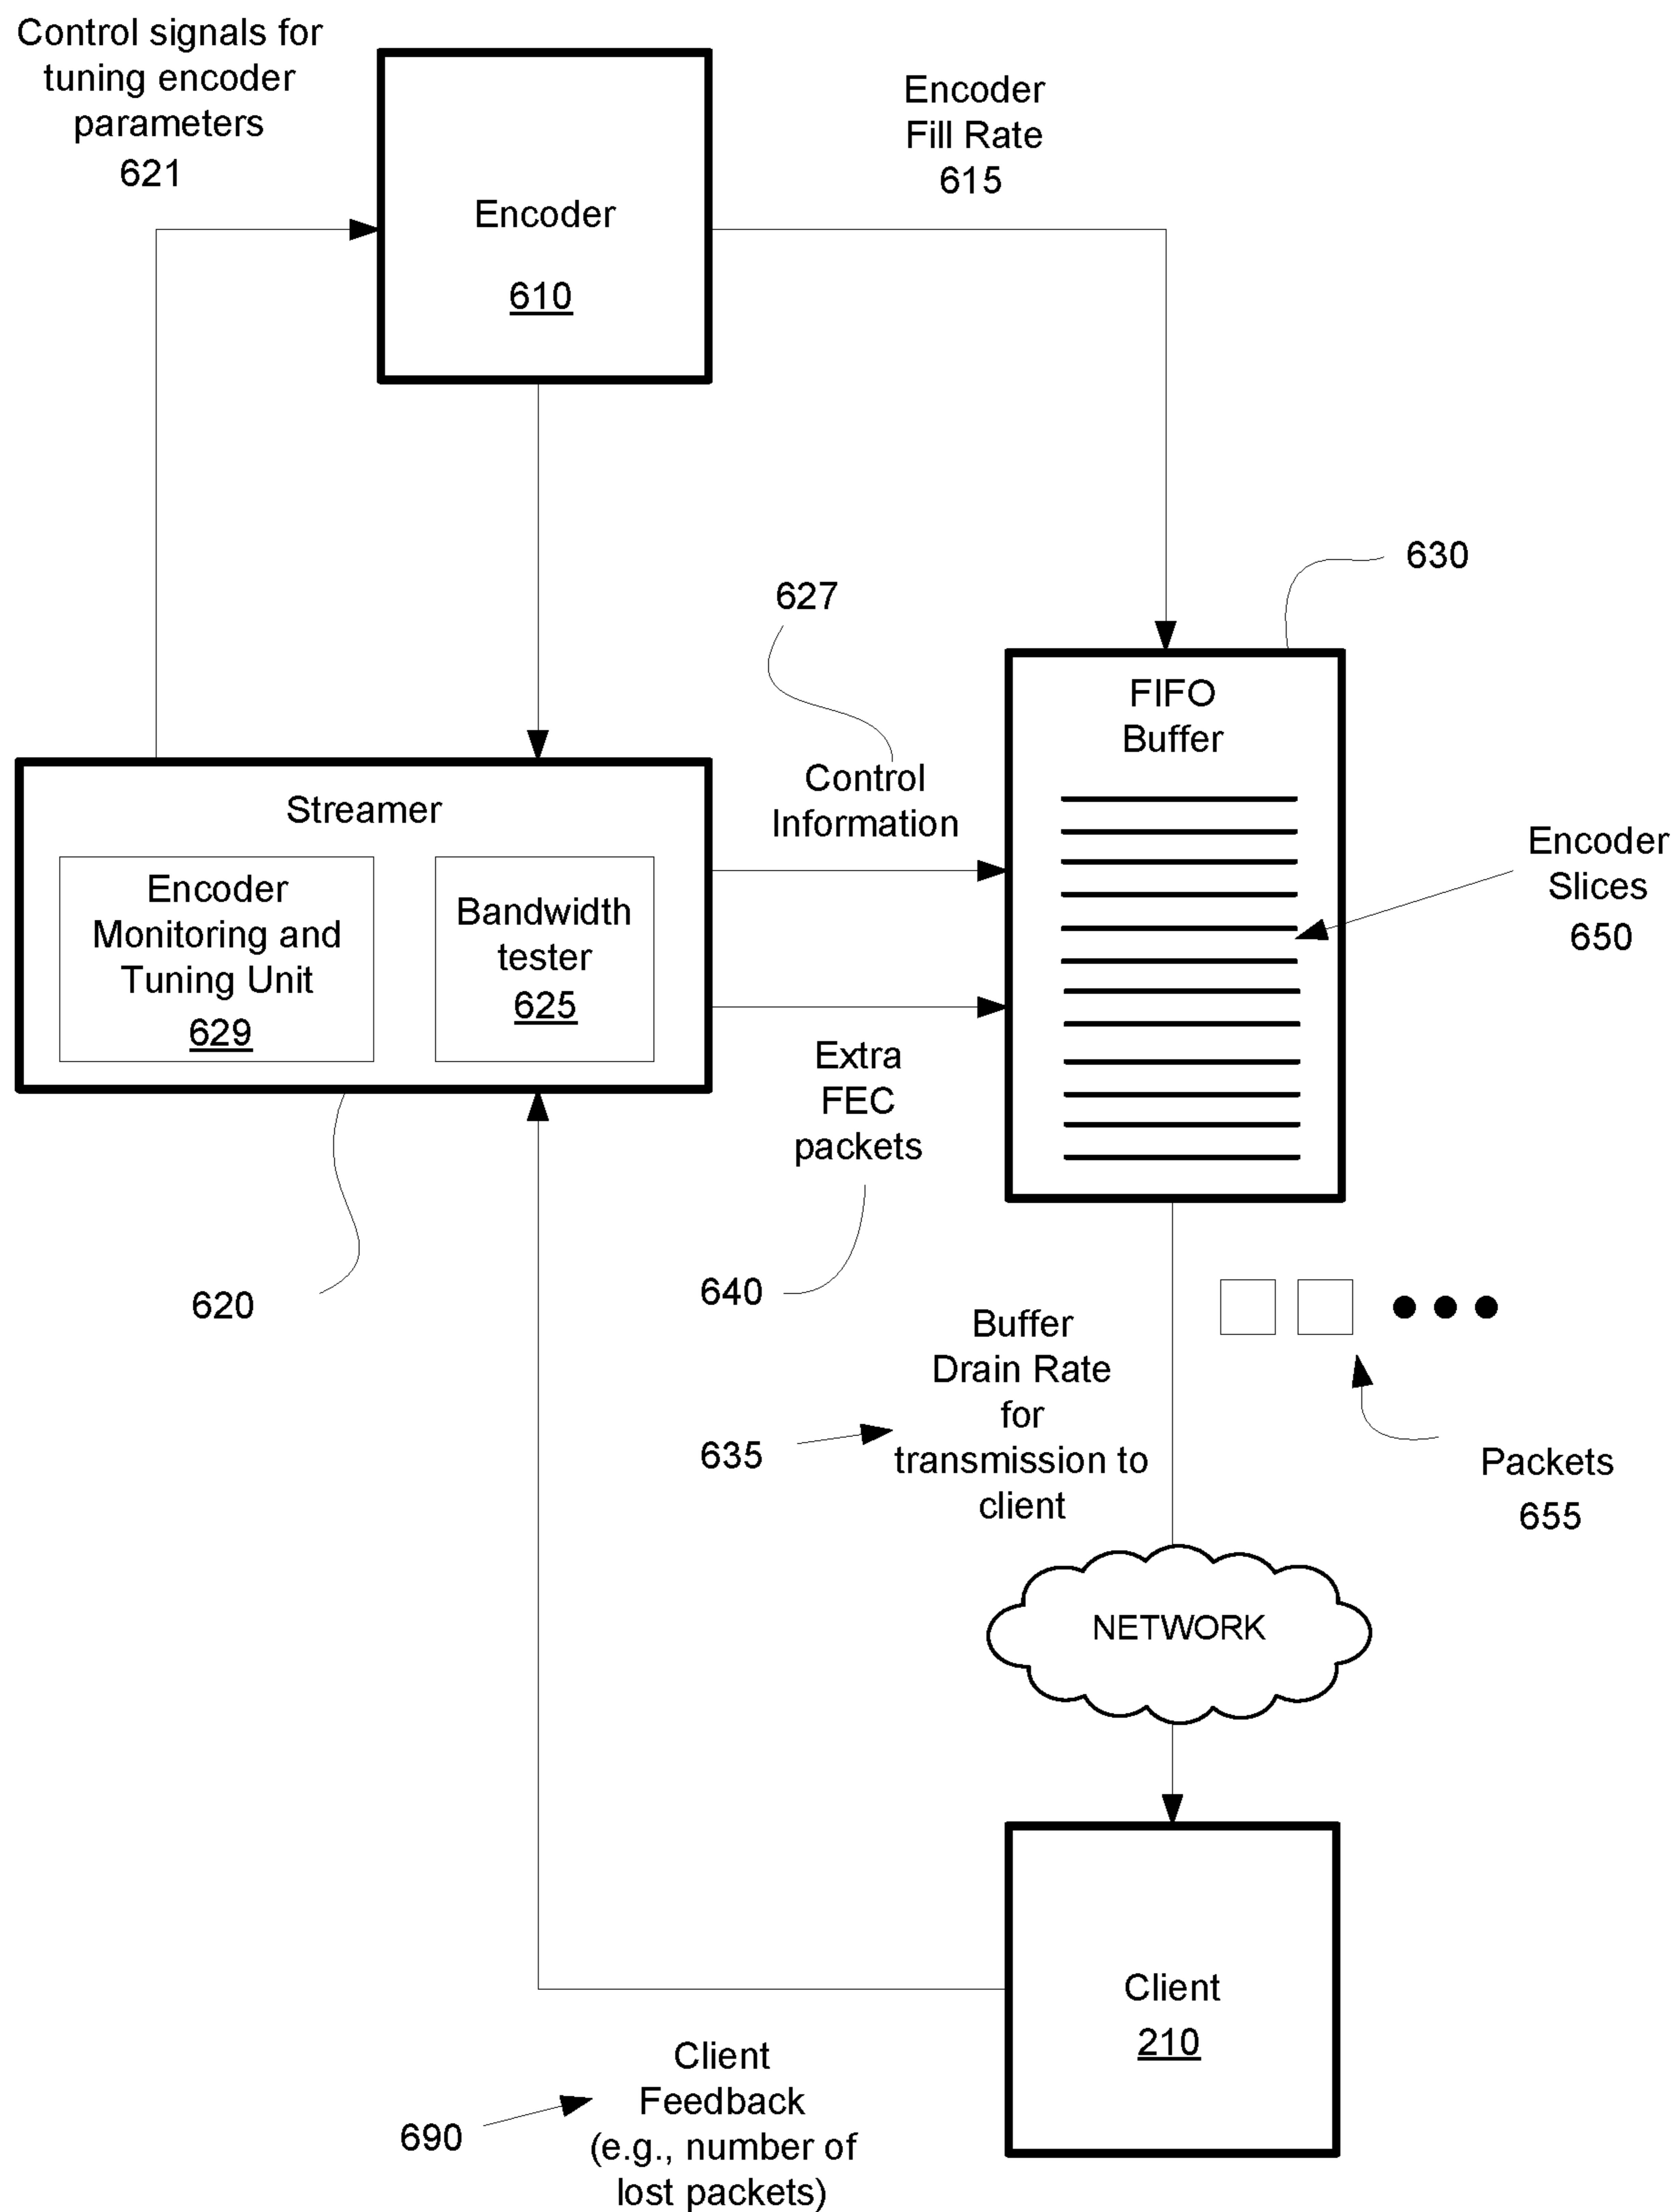 Control signals for
tuning encoder
parameters
621
Encoder
610
Encoder
Fill Rate
615
630
627
FIFO
Buffer
Control
Information
Streamer
Encoder
Monitoring and
Tuning Unit
629
Bandwidth
tester
625
Encoder
Slices
650
Extra
FEC
packets
640
620
Buffer
Drain Rate
for
transmission to
client
635
Packets
655
NETWORK
Client
210
Client
Feedback
(e.g., number of
lost packets)
690